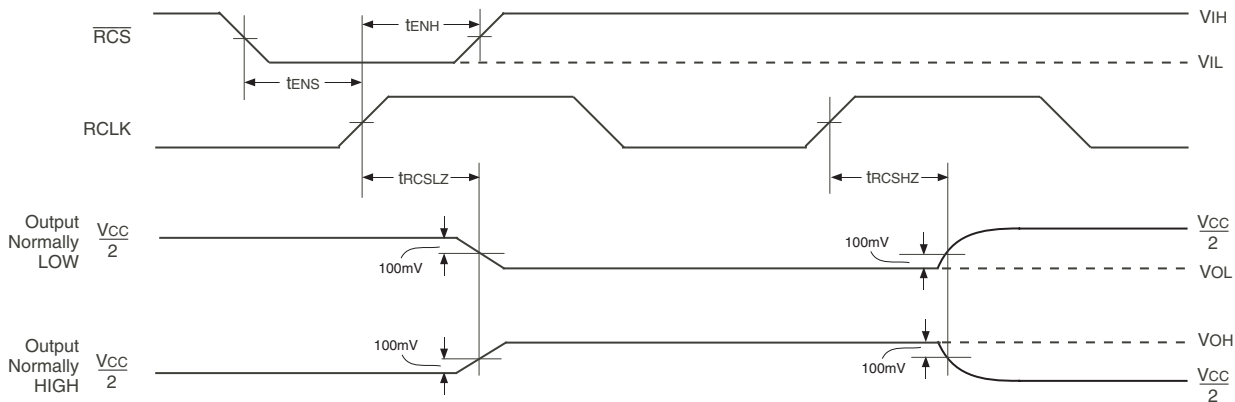 RCS
tENH
VIH
VIL
tENS
RCLK
tRCSLZ
tRCSHZ
Output
Normally
LOW
VCC
2
100mV
100mV
VCC
2
VOL
Output
Normally
HIGH
VCC
2
100mV
100mV
VOH
VCC
2